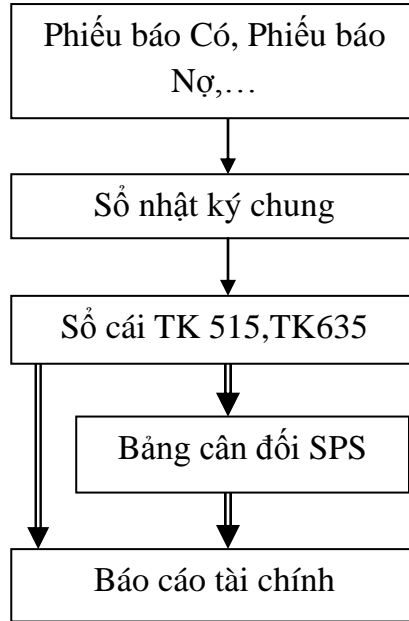 Phiếu báo Có, Phiếu báo
Nợ,…
Sổ nhật ký chung
Sổ cái TK 515,TK635
Bảng cân đối SPS
Báo cáo tài chính